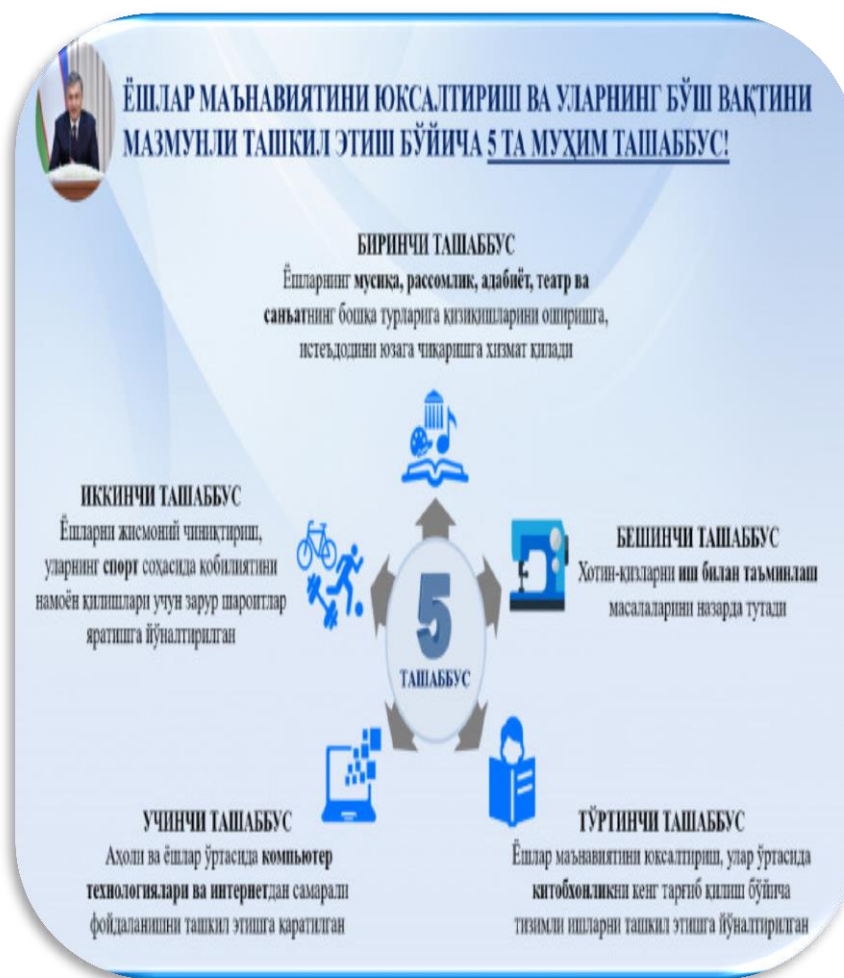 ЁШЛАР МАЪНАВИЯТИНИ ЮКСАЛТИРИШ ВА УЛАРНИНГ БЎШ ВАҚТИНИ
МАЗМУНЛИ ТАШКИЛ ЭТИШ БЎЙИЧА 5 ТА МУҲИМ ТАШАББУС!
БИРИНЧИ ТАШАББУС
Ёшларнинг мусиқа, рассомлик, адабиёт, театр ва
санъатнинг бошқа турларига қизиқишларини оширишга,
истеъдодини юзага чиқаришга хизмат қилади
ИККИНЧИ ТАШАББУС
Ёшларни жисмоний чиниқтириш,
уларнинг спорт соҳасида қобилиятини
намоён қилишлари учун зарур шароитлар
яратишга йўналтирилган
БЕШИНЧИ ТАШАББУС
Хотин-қизларни иш билан таъминлаш
масалаларини назарда тутади
5
ТАШАББУС
УЧИНЧИ ТАШАББУС
Аҳоли ва ёшлар ўртасида компьютер
технологиялари ва интернетдан самарали
фойдаланишни ташкил этишга қаратилган
ТЎРТИНЧИ ТАШАББУС
Ёшлар маънавиятини юксалтириш, улар ўртасида
китобхонликни кенг тарғиб қилиш бўйича
тизимли ишларни ташкил этишга йўналтирилган